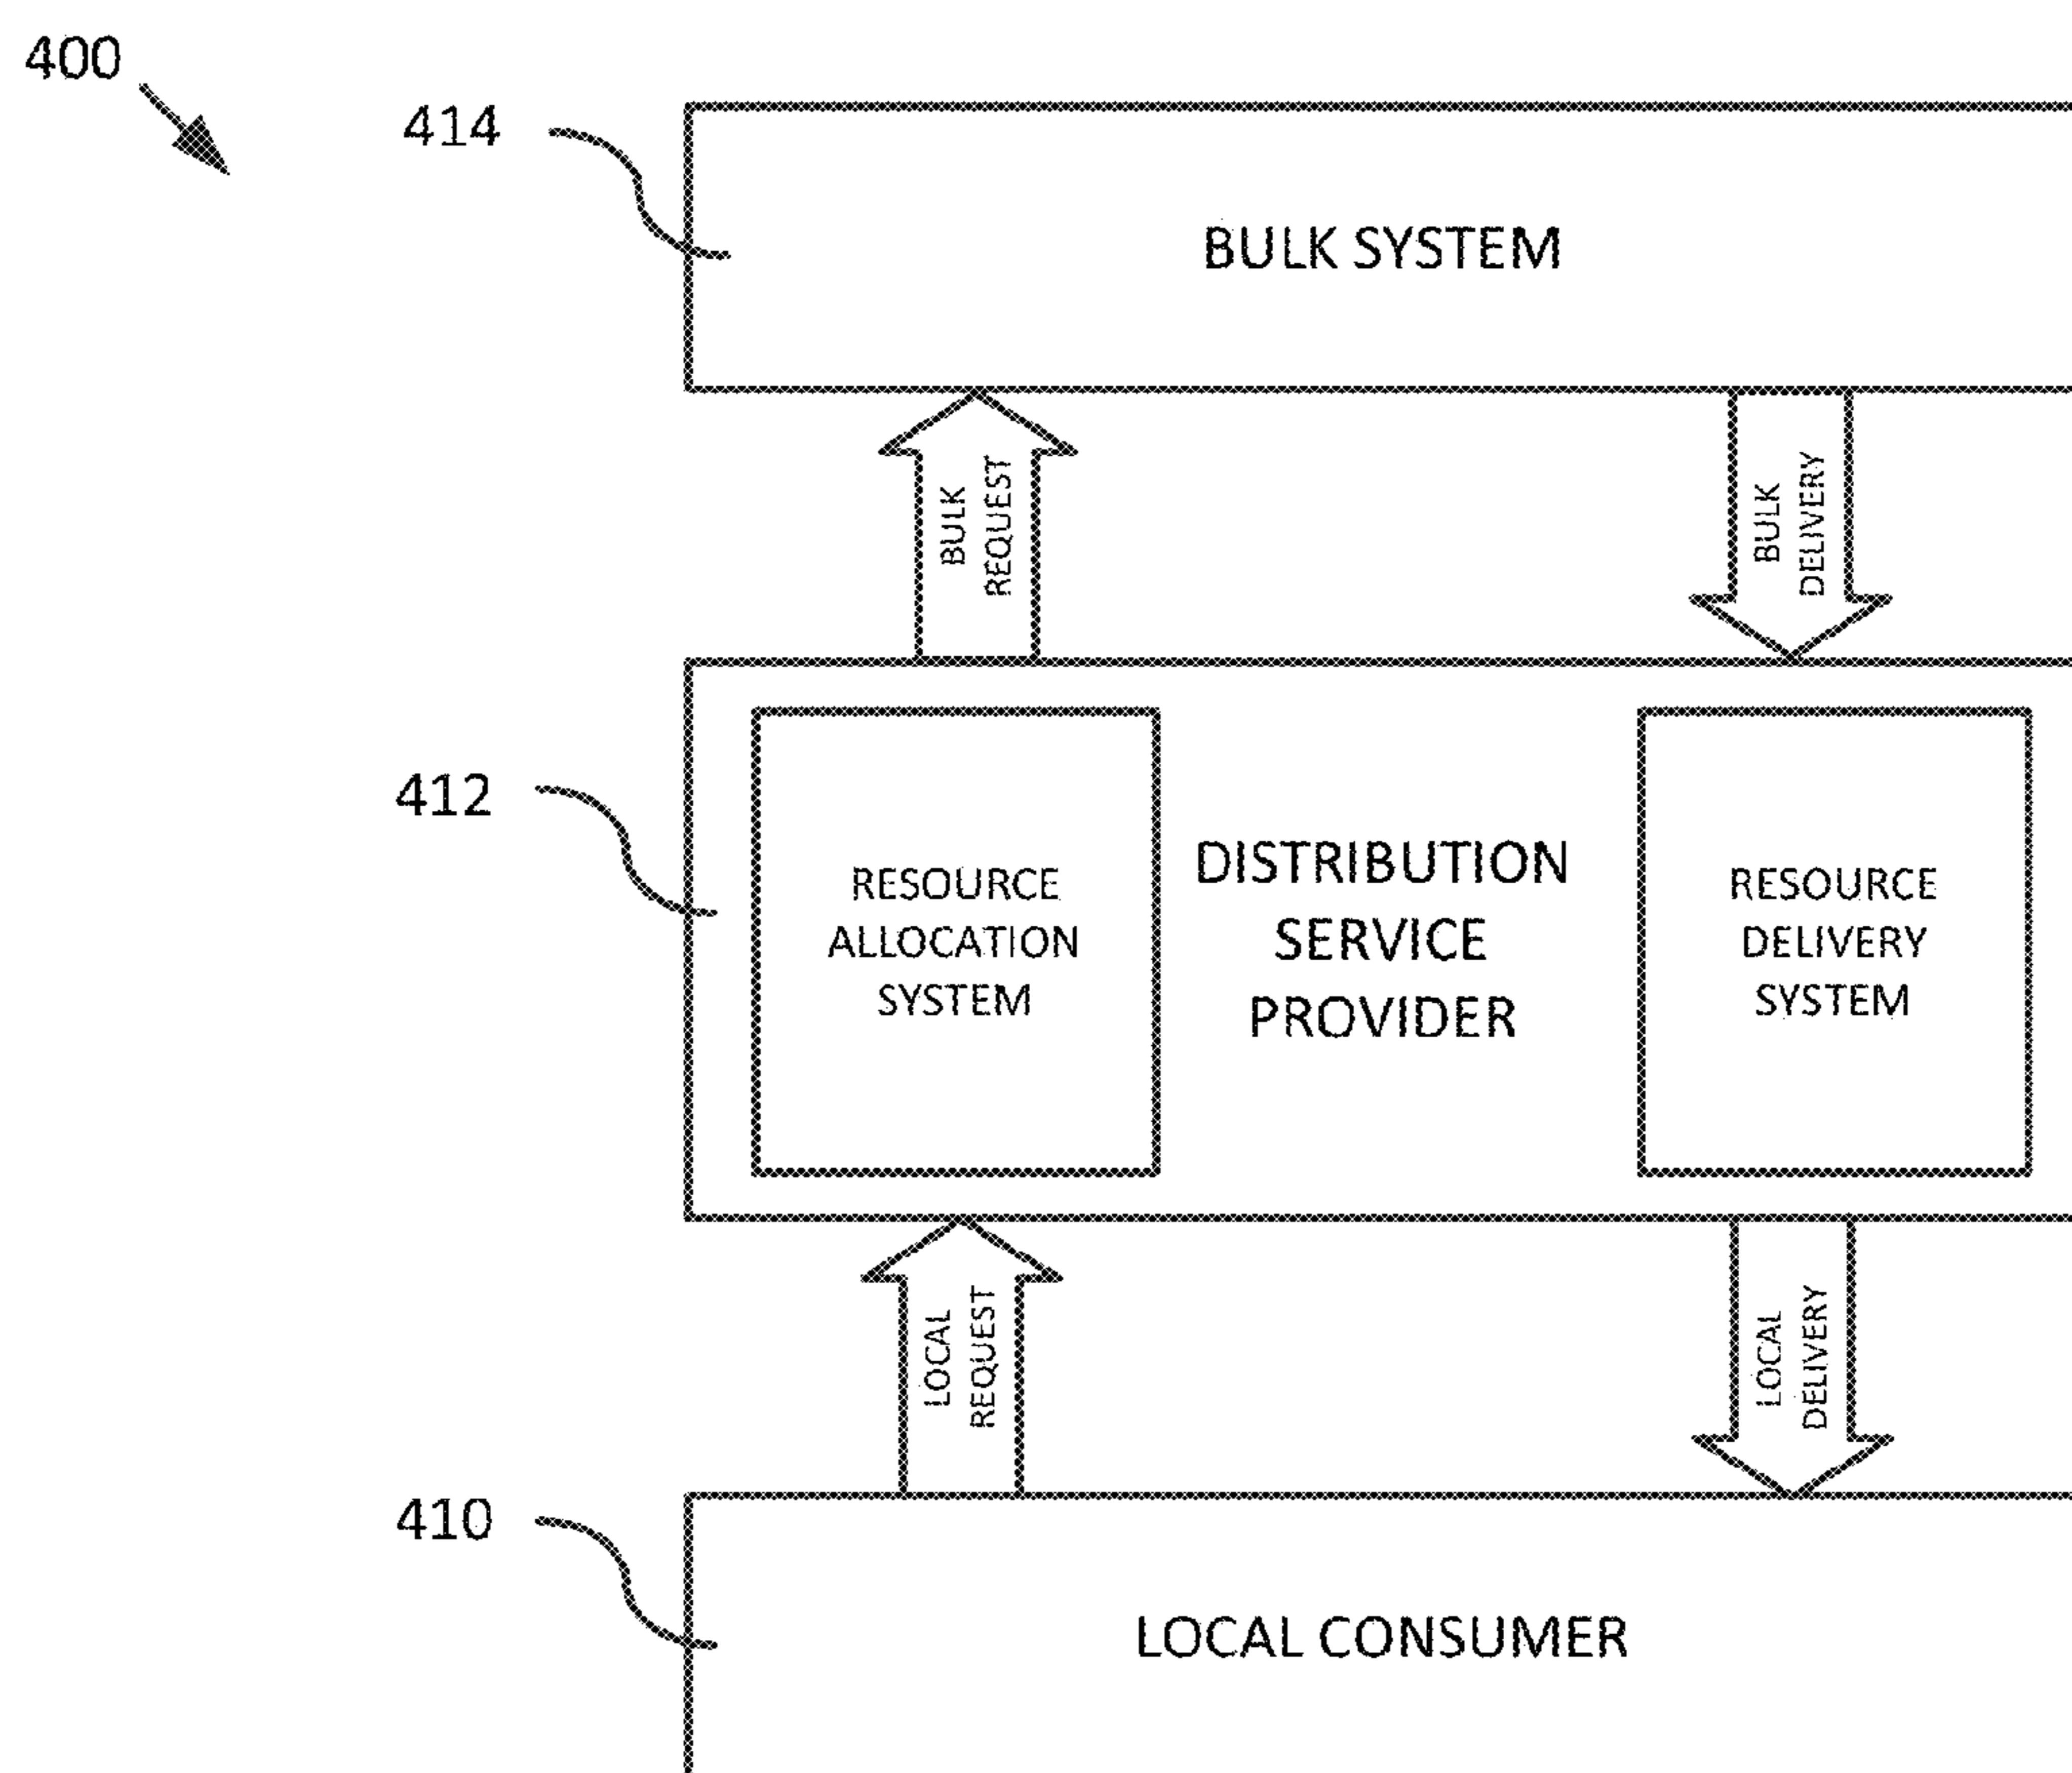 400
414
BULK SYSTEM
BULK
REQUEST
BULK
DELIVERY
412
RESOURCE
ALLOCATION
SYSTEM
DISTRIBUTION
SERVICE
PROVIDER
RESOURCE
DELIVERY
SYSTEM
LOCAL
REQUEST
LOCAL
DELIVERY
410
LOCAL CONSUMER